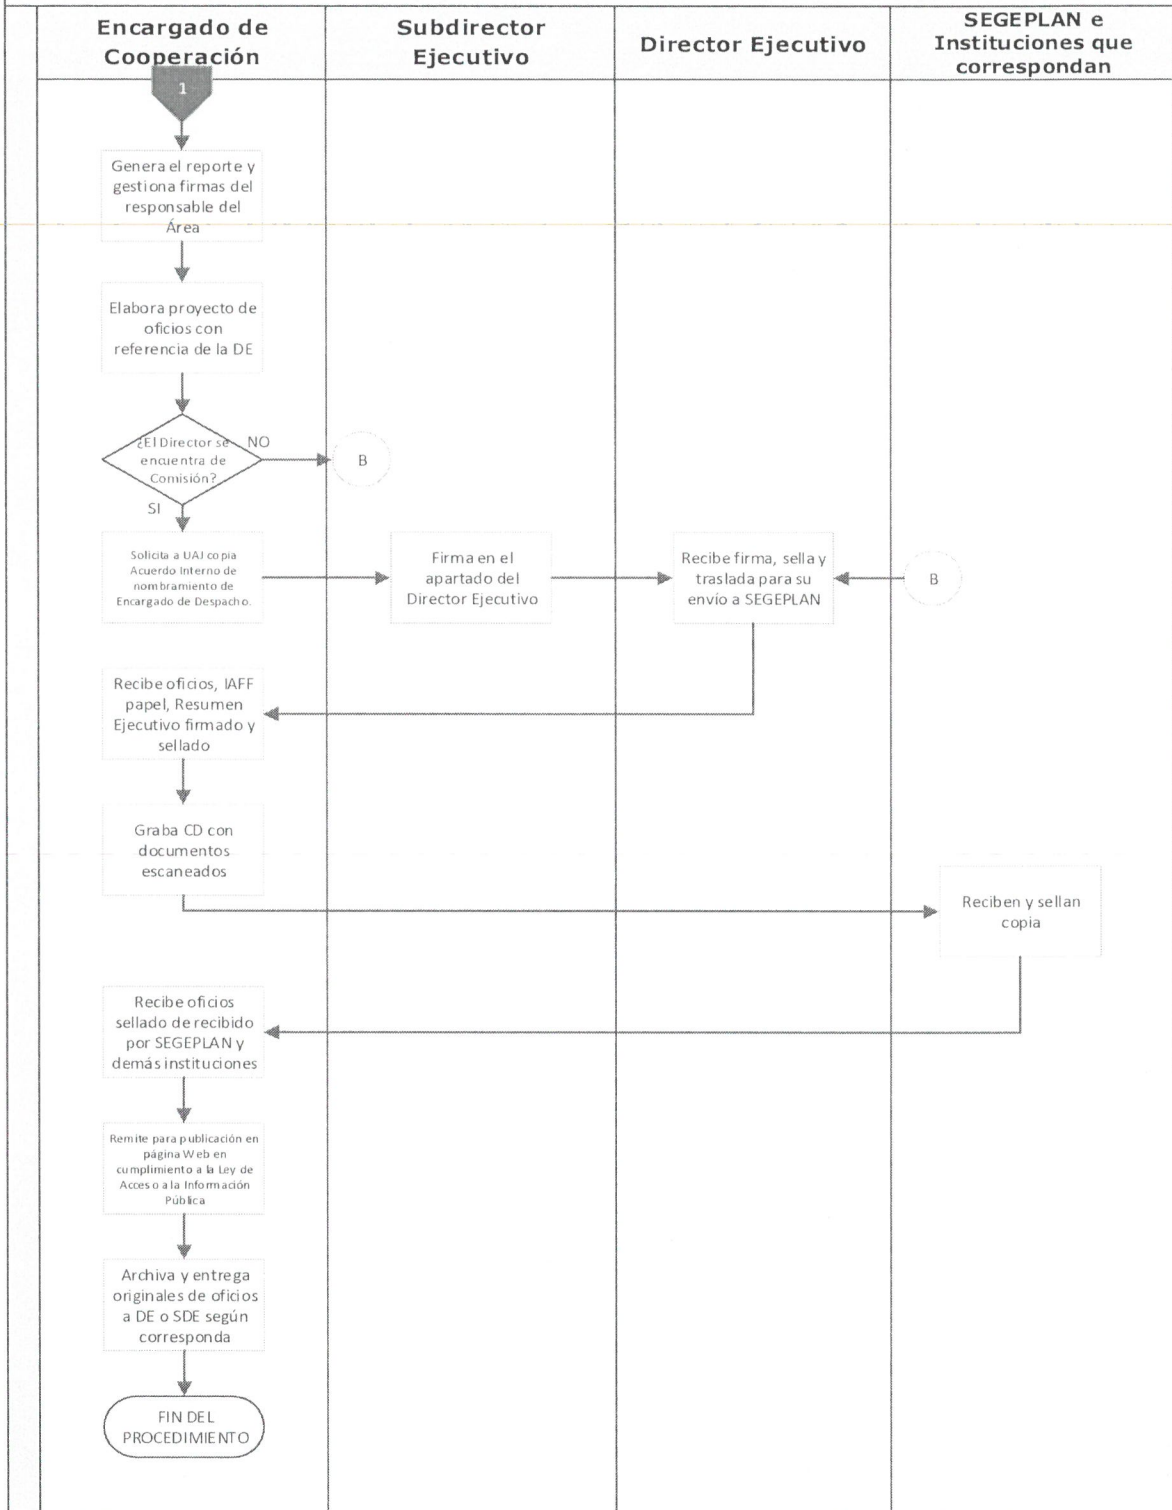 Encargado de
Cooperación
Subdirector
Ejecutivo
Director Ejecutivo
SEGEPLAN e
Instituciones que
correspondan
1
Genera el reporte y
gestiona firmas del
responsable del
Área
Elabora proyecto de
oficios con
referencia de la DE
¿El Director se
encuentra de
Comisión?
NO
B
SI
Solicita a UAJ copia
Acuerdo Interno de
nombramiento de
Encargado de Despacho.
Firma en el
apartado del
Director Ejecutivo
Recibe firma, sella y
traslada para su
envío a SEGEPLAN
B
Recibe oficios, IAFF
papel, Resumen
Ejecutivo firmado y
sellado
Graba CD con
documentos
escaneados
Reciben y sellan
copia
Recibe oficios
sellado de recibido
por SEGEPLAN y
demás instituciones
Remite para publicación en
página Web en
cumplimiento a la Ley de
Acceso a la Información
Pública
Archiva y entrega
originales de oficios
a DE o SDE según
corresponda
FIN DEL
PROCEDIMIENTO